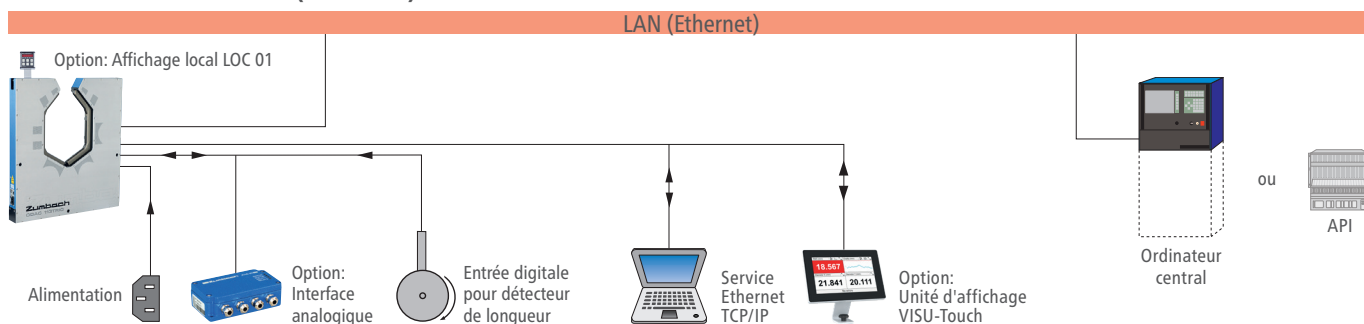 LAN (Ethernet)
Option: Affichage local LOC 01
Zumbach
Alimentation
Option:
Interface
analogique
Entrée digitale
pour détecteur
de longueur
Service
Ethernet
TCP/IP
18.567
21.841 20.111
Option:
Unité d'affichage
VISU-Touch
Ordinateur
central
ou
API